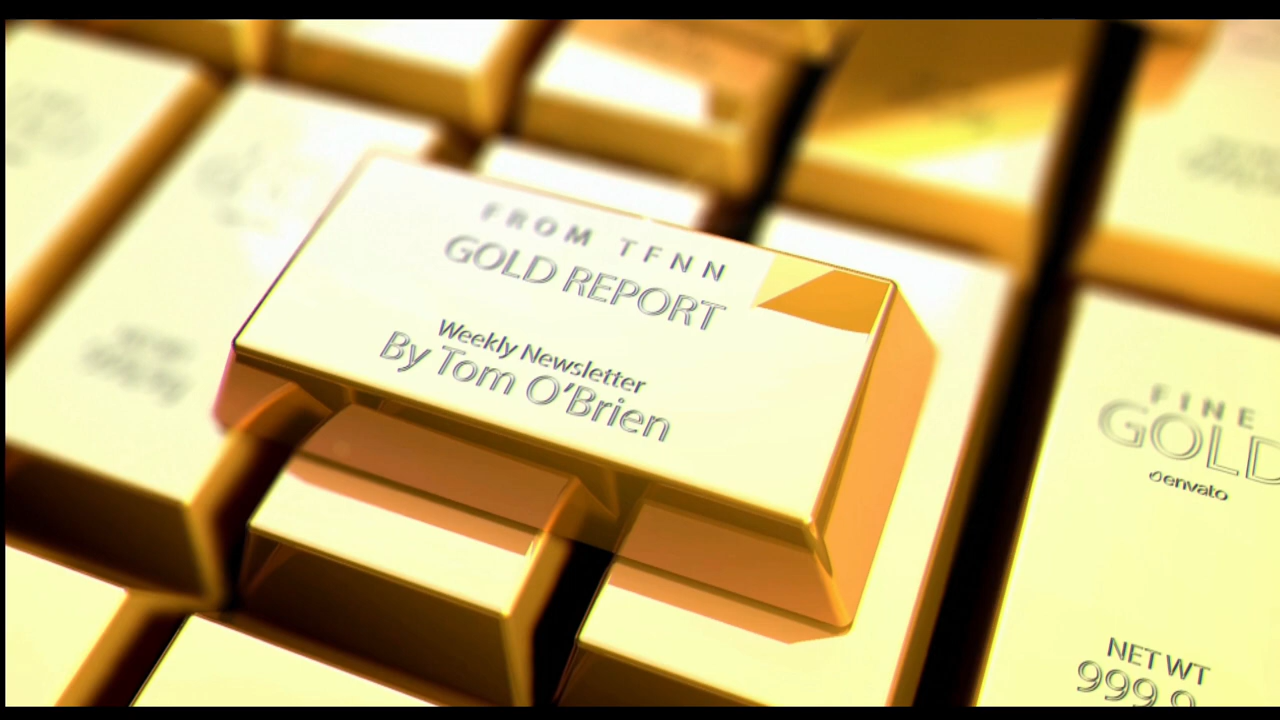 FROM TFNN
GOLD REPORT
Weekly Newsletter
By Tom O'Brien
FINE
GOLD
envato
NET WT
999.9